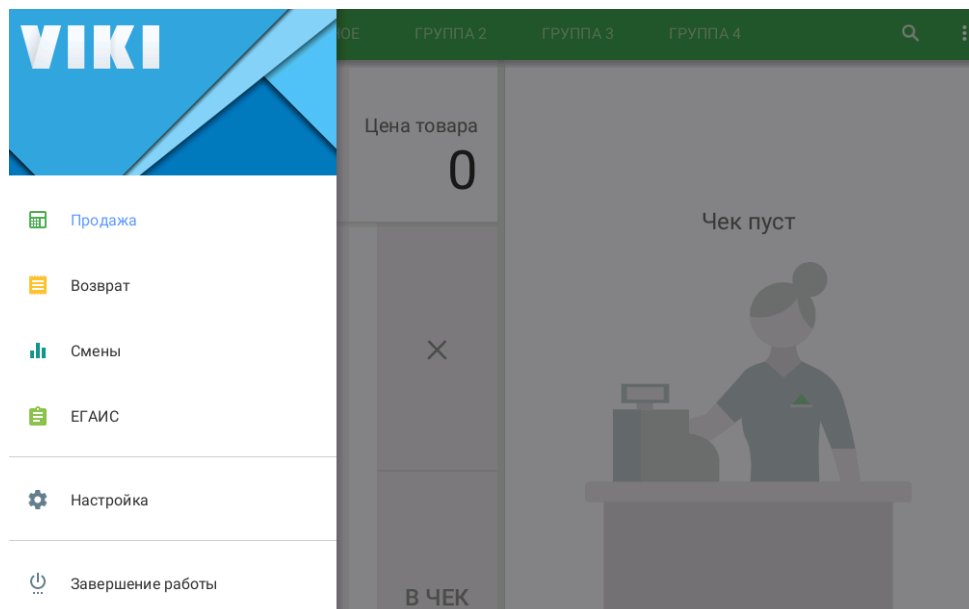 VIKI
НОЕ
ГРУППА 2
ГРУППА 3
ГРУППА 4
Цена товара
0
Чек пуст
Продажа
Возврат
Смены
ЕГАИС
Настройка
Завершение работы
В ЧЕК